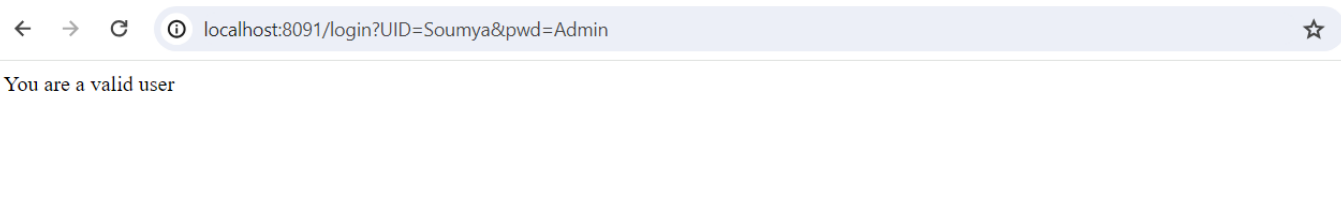 localhost:8091/login?UID=Soumya&pwd=Admin
You are a valid user